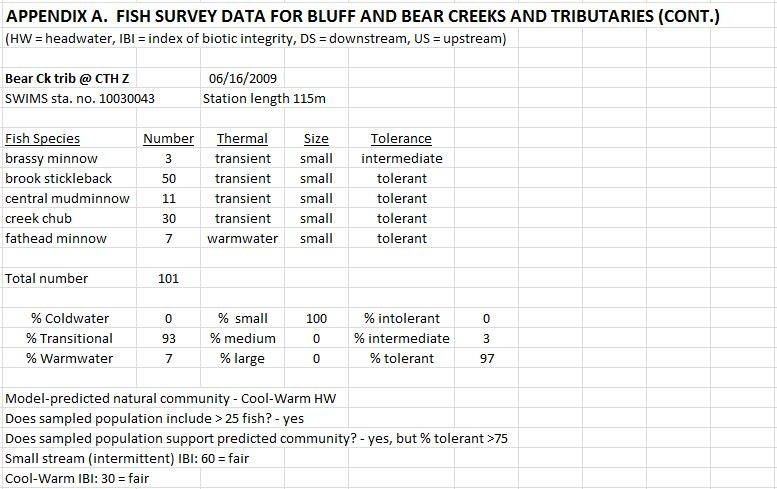 APPENDIX A. FISH SURVEY DATA FOR BLUFF AND BEAR CREEKS AND TRIBUTARIES (CONT.)
(HW = headwater, IBI = index of biotic integrity, DS = downstream, US = upstream)
Bear Ck trib @ CTH Z 06/16/2009
SWIMS sta. no. 10030043 Station length 115m
Fish Species Number Thermal Size Tolerance
brassy minnow 3 transient small intermediate
brook stickleback 50 transient small tolerant
central mudminnow 11 transient small tolerant
creek chub 30 transient small tolerant
fathead minnow 7 warmwater small tolerant
Total number 101
% Coldwater 0 % small 100 % intolerant 0
% Transitional 93 % medium 0 % intermediate 3
% Warmwater 7 % large 0 % tolerant 97
Model-predicted natural community - Cool-Warm HW
Does sampled population include > 25 fish? - yes
Does sampled population support predicted community? - yes, but % tolerant >75
Small stream (intermittent) IBI: 60 = fair
Cool-Warm IBI: 30 = fair